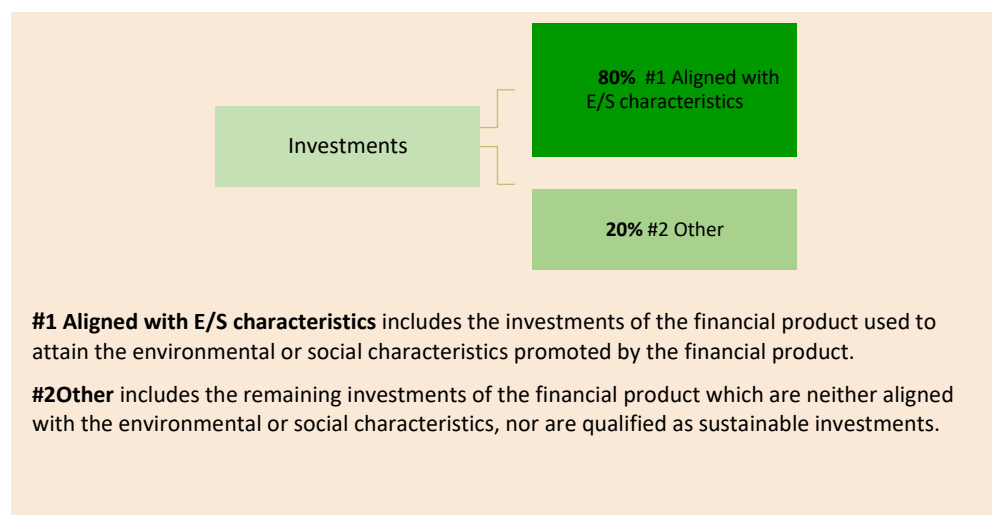 80% #1 Aligned with
E/S characteristics
Investments
20% #2 Other
#1 Aligned with E/S characteristics includes the investments of the financial product used to
attain the environmental or social characteristics promoted by the financial product.
#2Other includes the remaining investments of the financial product which are neither aligned
with the environmental or social characteristics, nor are qualified as sustainable investments.